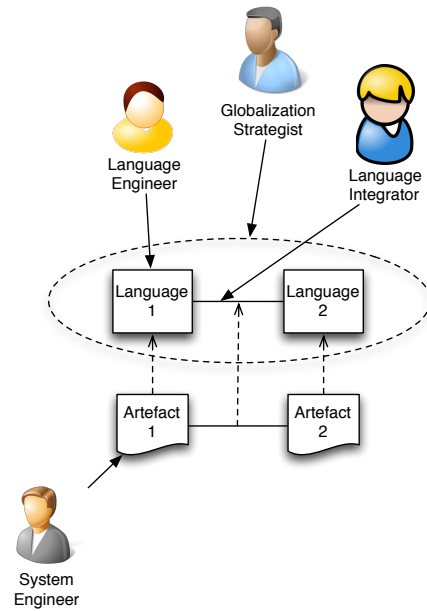 Globalization
Strategist
Language
Engineer
Language
Integrator
Language
1
Language
2
Artefact
1
Artefact
2
System
Engineer